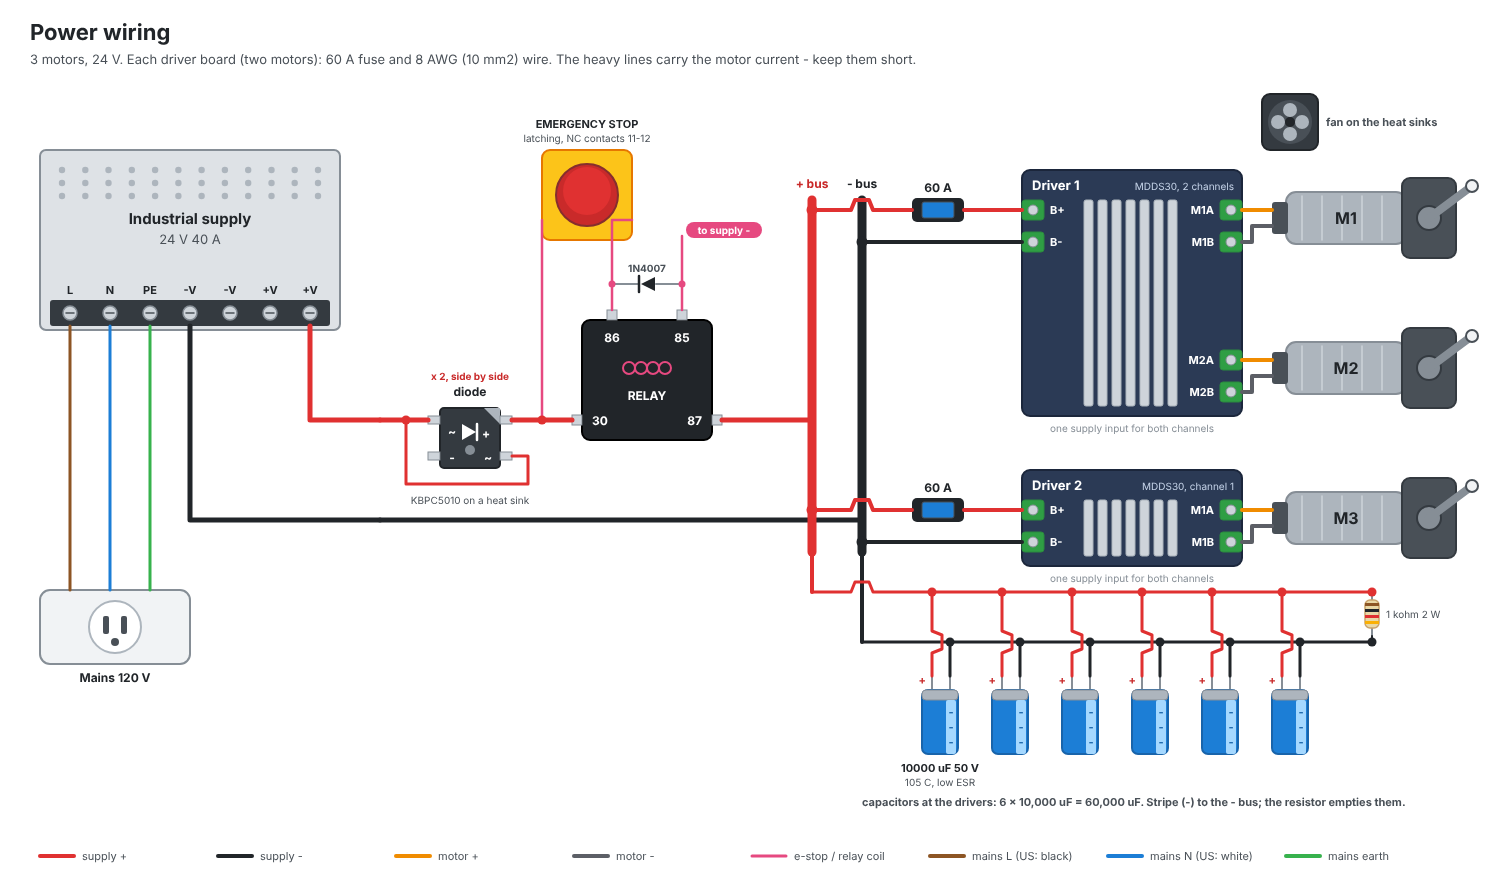 Power wiring
3 motors, 24 V. Each driver board (two motors): 60 A fuse and 8 AWG (10 mm2) wire. The heavy lines carry the motor current - keep them short.
fan on the heat sinks
EMERGENCY STOP
latching, NC contacts 11-12
Industrial supply
24 V 40 A
L N PE -V -V +V +V
to supply -
1N4007
86 85
RELAY
30 87
x 2, side by side
diode
~ +
- ~
KBPC5010 on a heat sink
Mains 120 V
+ bus - bus
60 A
Driver 1 MDDS30, 2 channels
B+ M1A
B- M1B
M2A
M2B
one supply input for both channels
M1
M2
60 A
Driver 2 MDDS30, channel 1
B+ M1A
B- M1B
one supply input for both channels
M3
1 kohm 2 W
+ + + + + +
10000 uF 50 V
105 C, low ESR
capacitors at the drivers: 6 × 10,000 uF = 60,000 uF. Stripe (-) to the - bus; the resistor empties them.
supply + supply - motor + motor - e-stop / relay coil mains L (US: black) mains N (US: white) mains earth